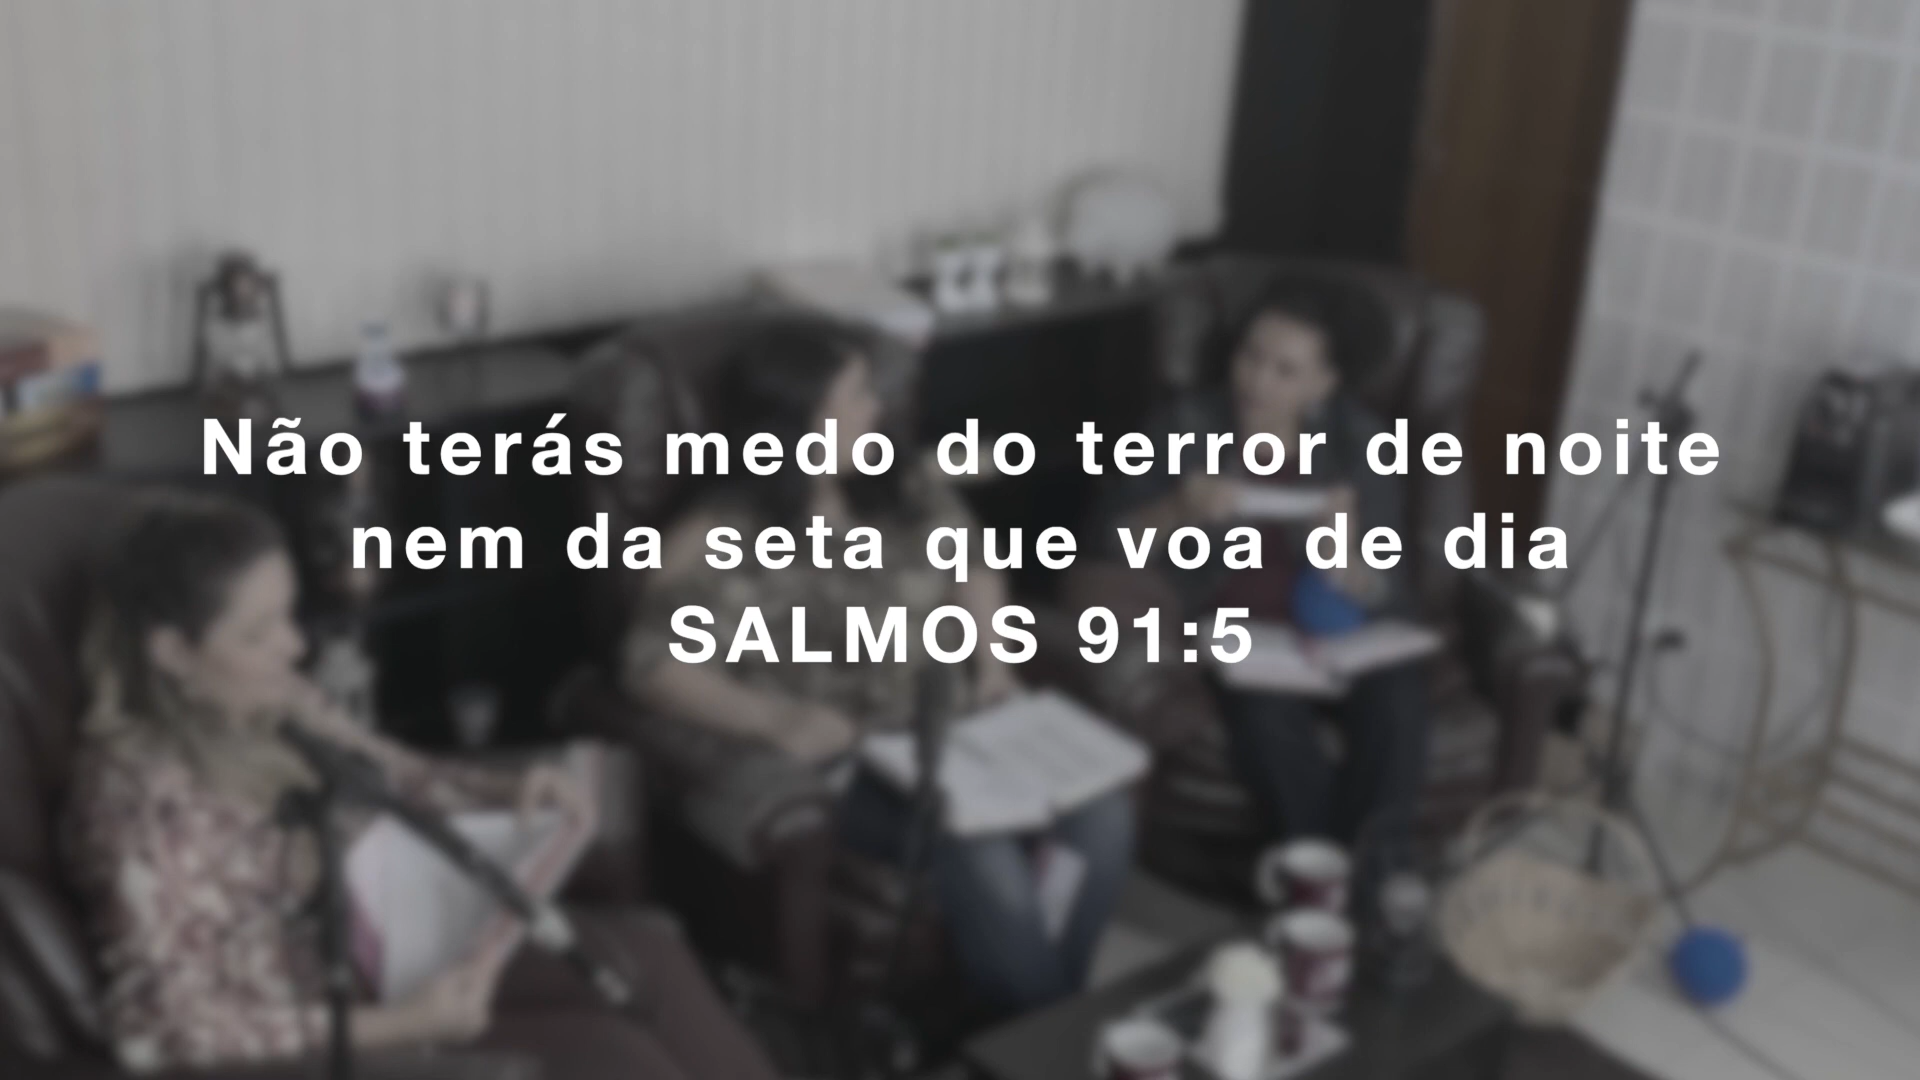 Não terás medo do terror de noite
nem da seta que voa de dia
SALMOS 91:5